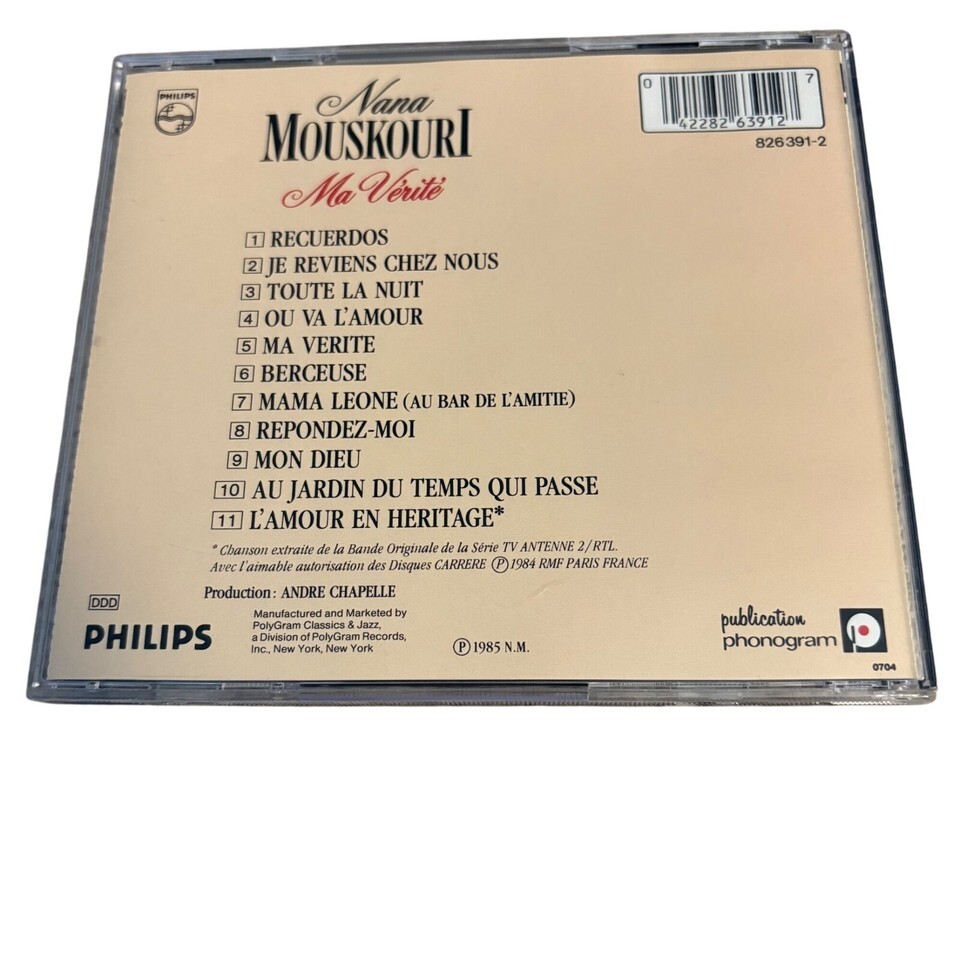 PHILIPS
Nana
MOUSKOURI
Ma Vérité
0 42282 63912 7
826 391-2
1 RECUERDOS
2 JE REVIENS CHEZ NOUS
3 TOUTE LA NUIT
4 OU VA L'AMOUR
5 MA VERITE
6 BERCEUSE
7 MAMA LEONE (AU BAR DE L'AMITIE)
8 REPONDEZ-MOI
9 MON DIEU
10 AU JARDIN DU TEMPS QUI PASSE
11 L'AMOUR EN HERITAGE*
* Chanson extraite de la Bande Originale de la Série TV ANTENNE 2/RTL.
Avec l'aimable autorisation des Disques CARRERE Ⓟ 1984 RMF PARIS FRANCE
Production: ANDRE CHAPELLE
DDD
PHILIPS
Manufactured and Marketed by
PolyGram Classics & Jazz,
a Division of PolyGram Records,
Inc., New York, New York
Ⓟ 1985 N.M.
publication
phonogram
0704